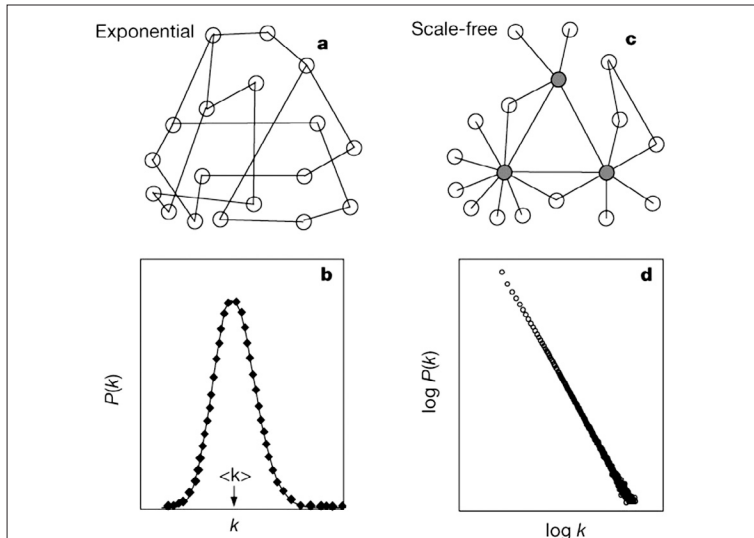 Exponential
a
Scale-free
c
b
P(k)
<k>
k
d
log P(k)
log k